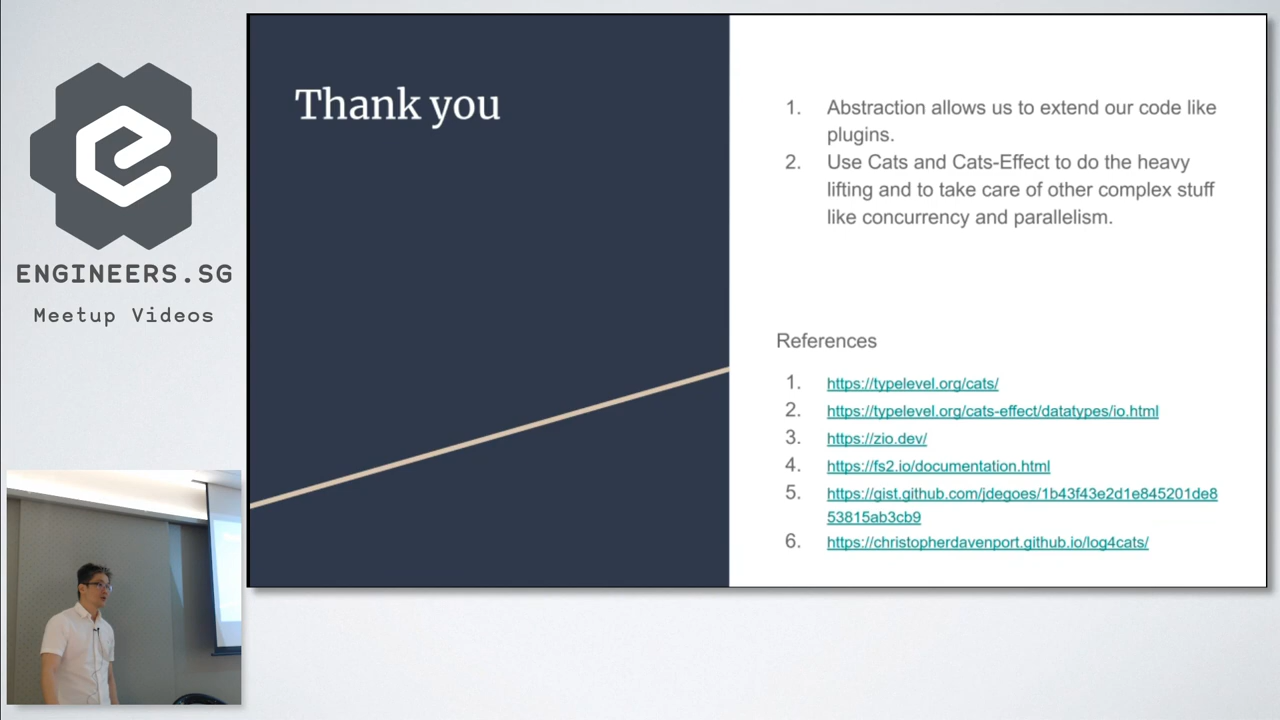 ENGINEERS.SG
Meetup Videos
Thank you
1. Abstraction allows us to extend our code like
plugins.
2. Use Cats and Cats-Effect to do the heavy
lifting and to take care of other complex stuff
like concurrency and parallelism.
References
1. https://typelevel.org/cats/
2. https://typelevel.org/cats-effect/datatypes/io.html
3. https://zio.dev/
4. https://fs2.io/documentation.html
5. https://gist.github.com/jdegoes/1b43f43e2d1e845201de8
53815ab3cb9
6. https://christopherdavenport.github.io/log4cats/